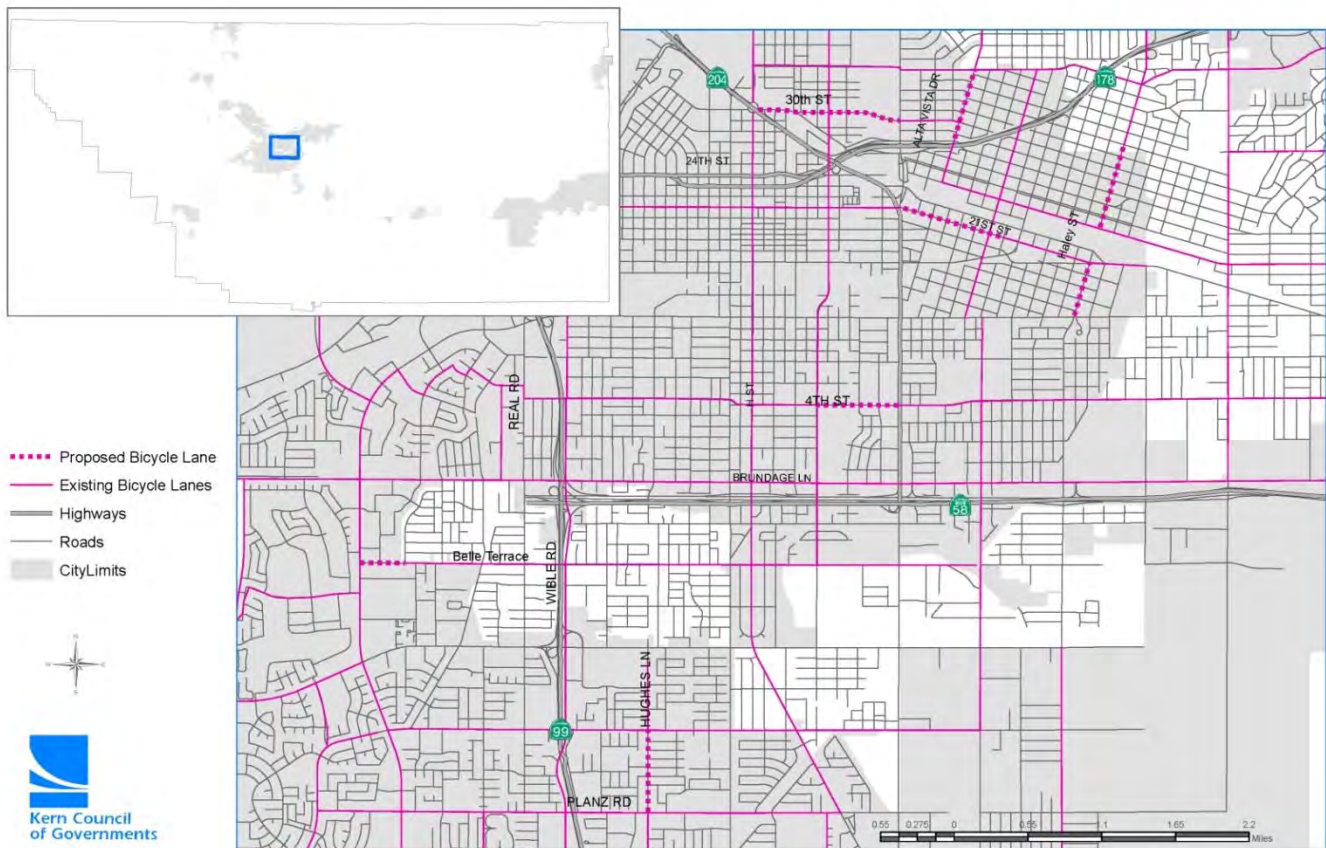 204
178
30th ST
ALTA VISTA DR
24TH ST
21ST ST
Haley ST
REAL RD
H ST
4TH ST
Proposed Bicycle Lane
Existing Bicycle Lanes
Highways
Roads
CityLimits
BRUNDAGE LN
58
Belle Terrace
WIBLE RD
HUGHES LN
99
PLANZ RD
N
S
Kern Council
of Governments
0.55 0.275 0 0.55 1.1 1.65 2.2
Miles